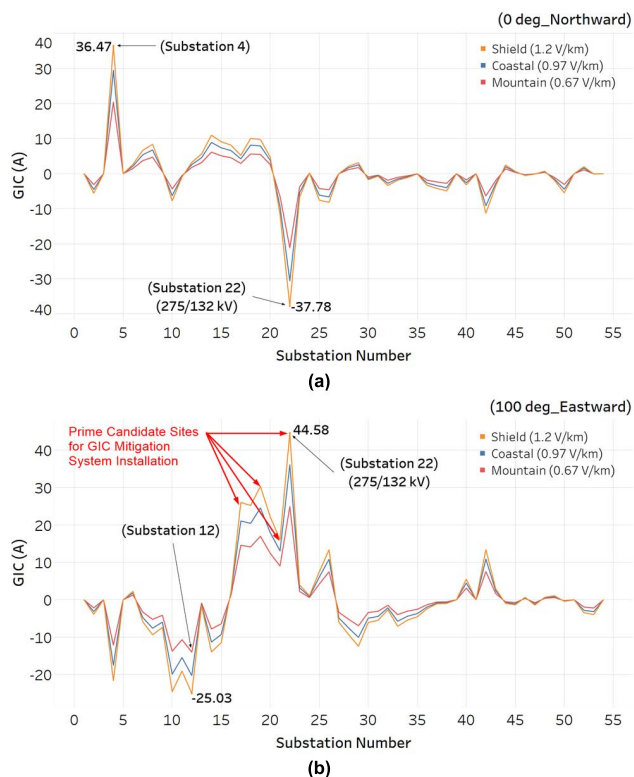 (0 deg_Northward)
40
36.47
(Substation 4)
Shield (1.2 V/km)
Coastal (0.97 V/km)
Mountain (0.67 V/km)
30
20
10
0
-10
-20
-30
-40
GIC (A)
(Substation 22)
(275/132 kV)
-37.78
0 5 10 15 20 25 30 35 40 45 50 55
Substation Number
(a)
(100 deg_Eastward)
Prime Candidate Sites
for GIC Mitigation
System Installation
44.58
Shield (1.2 V/km)
Coastal (0.97 V/km)
Mountain (0.67 V/km)
(Substation 22)
(275/132 kV)
(Substation 12)
40
30
20
10
0
-10
-20
GIC (A)
-25.03
0 5 10 15 20 25 30 35 40 45 50 55
Substation Number
(b)